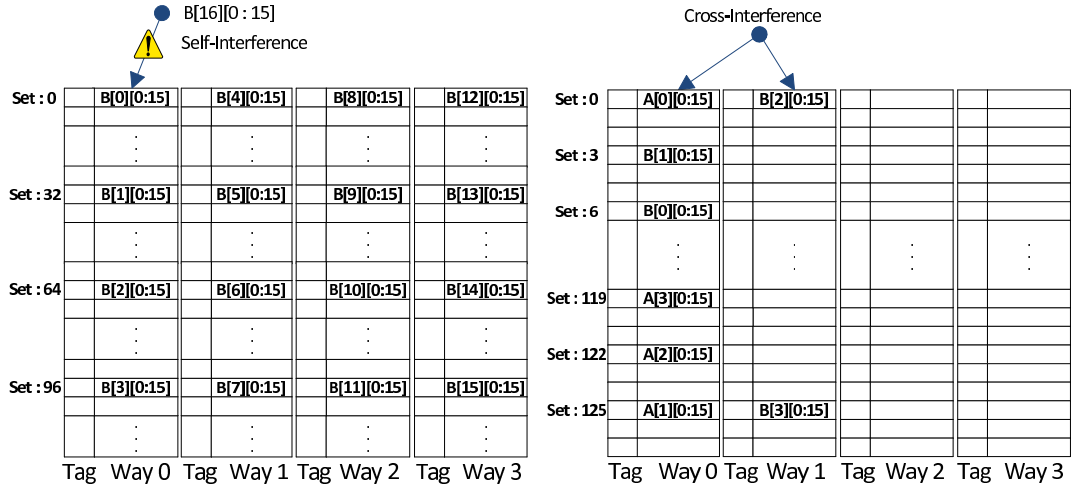 B[16][0 : 15]
Self-Interference
Set : 0 B[0][0:15] B[4][0:15] B[8][0:15] B[12][0:15]
Set : 32 B[1][0:15] B[5][0:15] B[9][0:15] B[13][0:15]
Set : 64 B[2][0:15] B[6][0:15] B[10][0:15] B[14][0:15]
Set : 96 B[3][0:15] B[7][0:15] B[11][0:15] B[15][0:15]
Tag Way 0 Tag Way 1 Tag Way 2 Tag Way 3
Cross-Interference
Set : 0 A[0][0:15] B[2][0:15]
Set : 3 B[1][0:15]
Set : 6 B[0][0:15]
Set : 119 A[3][0:15]
Set : 122 A[2][0:15]
Set : 125 A[1][0:15] B[3][0:15]
Tag Way 0 Tag Way 1 Tag Way 2 Tag Way 3